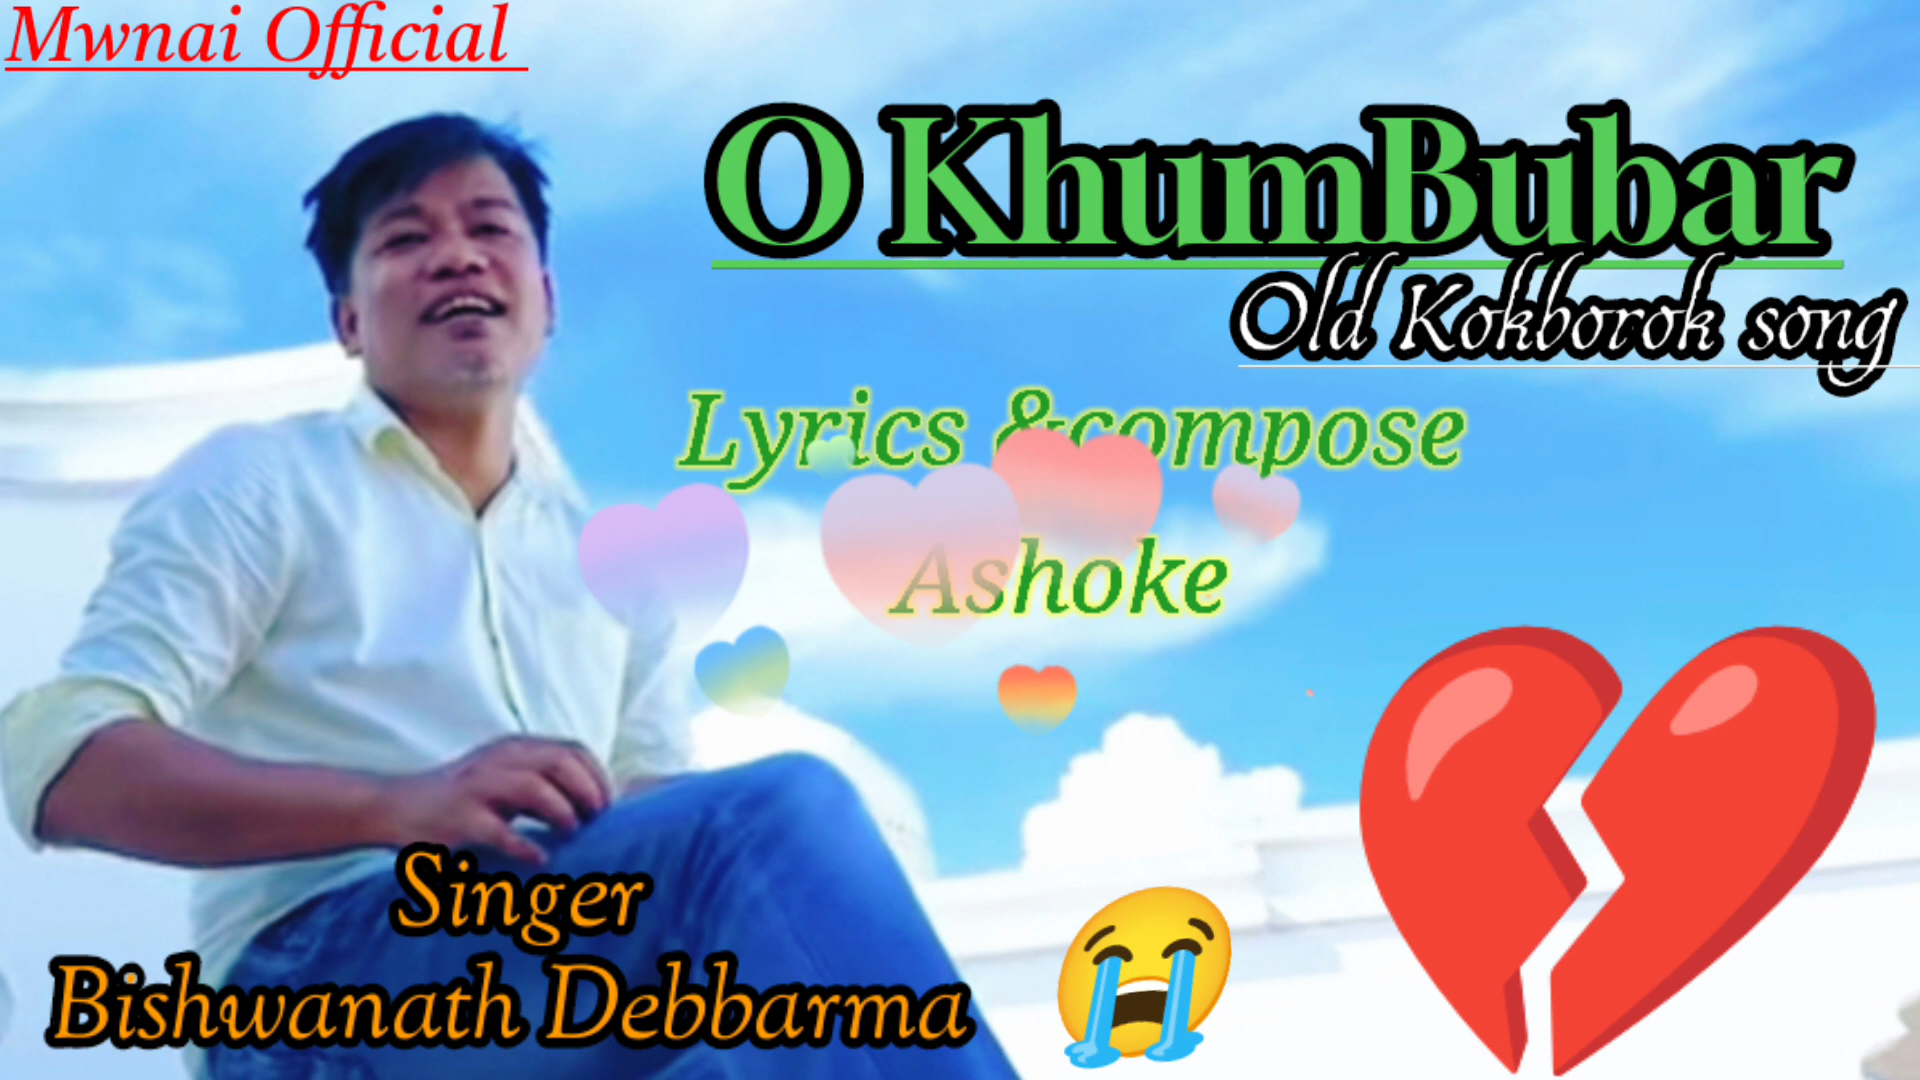 Mwnai Official
O KhumBubar
Old Kokborok song
Lyrics &compose
Ashoke
Singer
Bishwanath Debbarma